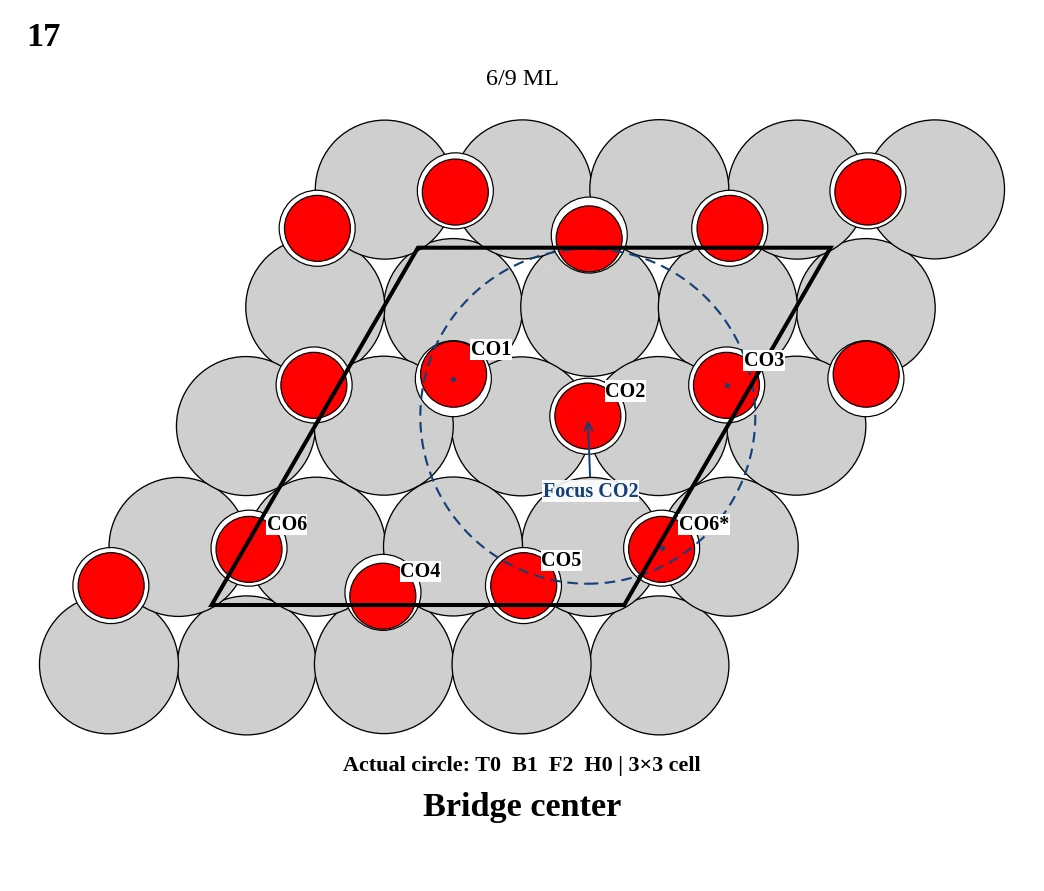 17
6/9 ML
CO1
CO3
CO2
Focus CO2
CO6
CO6*
CO5
CO4
Actual circle: T0 B1 F2 H0 | 3×3 cell
Bridge center